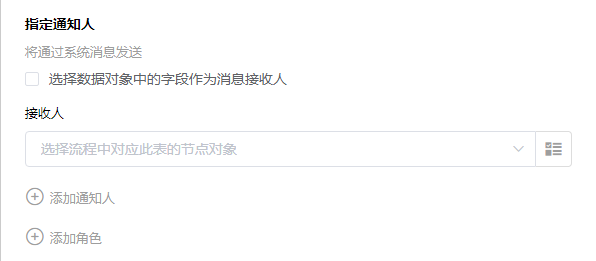 指定通知人
将通过系统消息发送
选择数据对象中的字段作为消息接收人
接收人
选择流程中对应此表的节点对象
添加通知人
添加角色